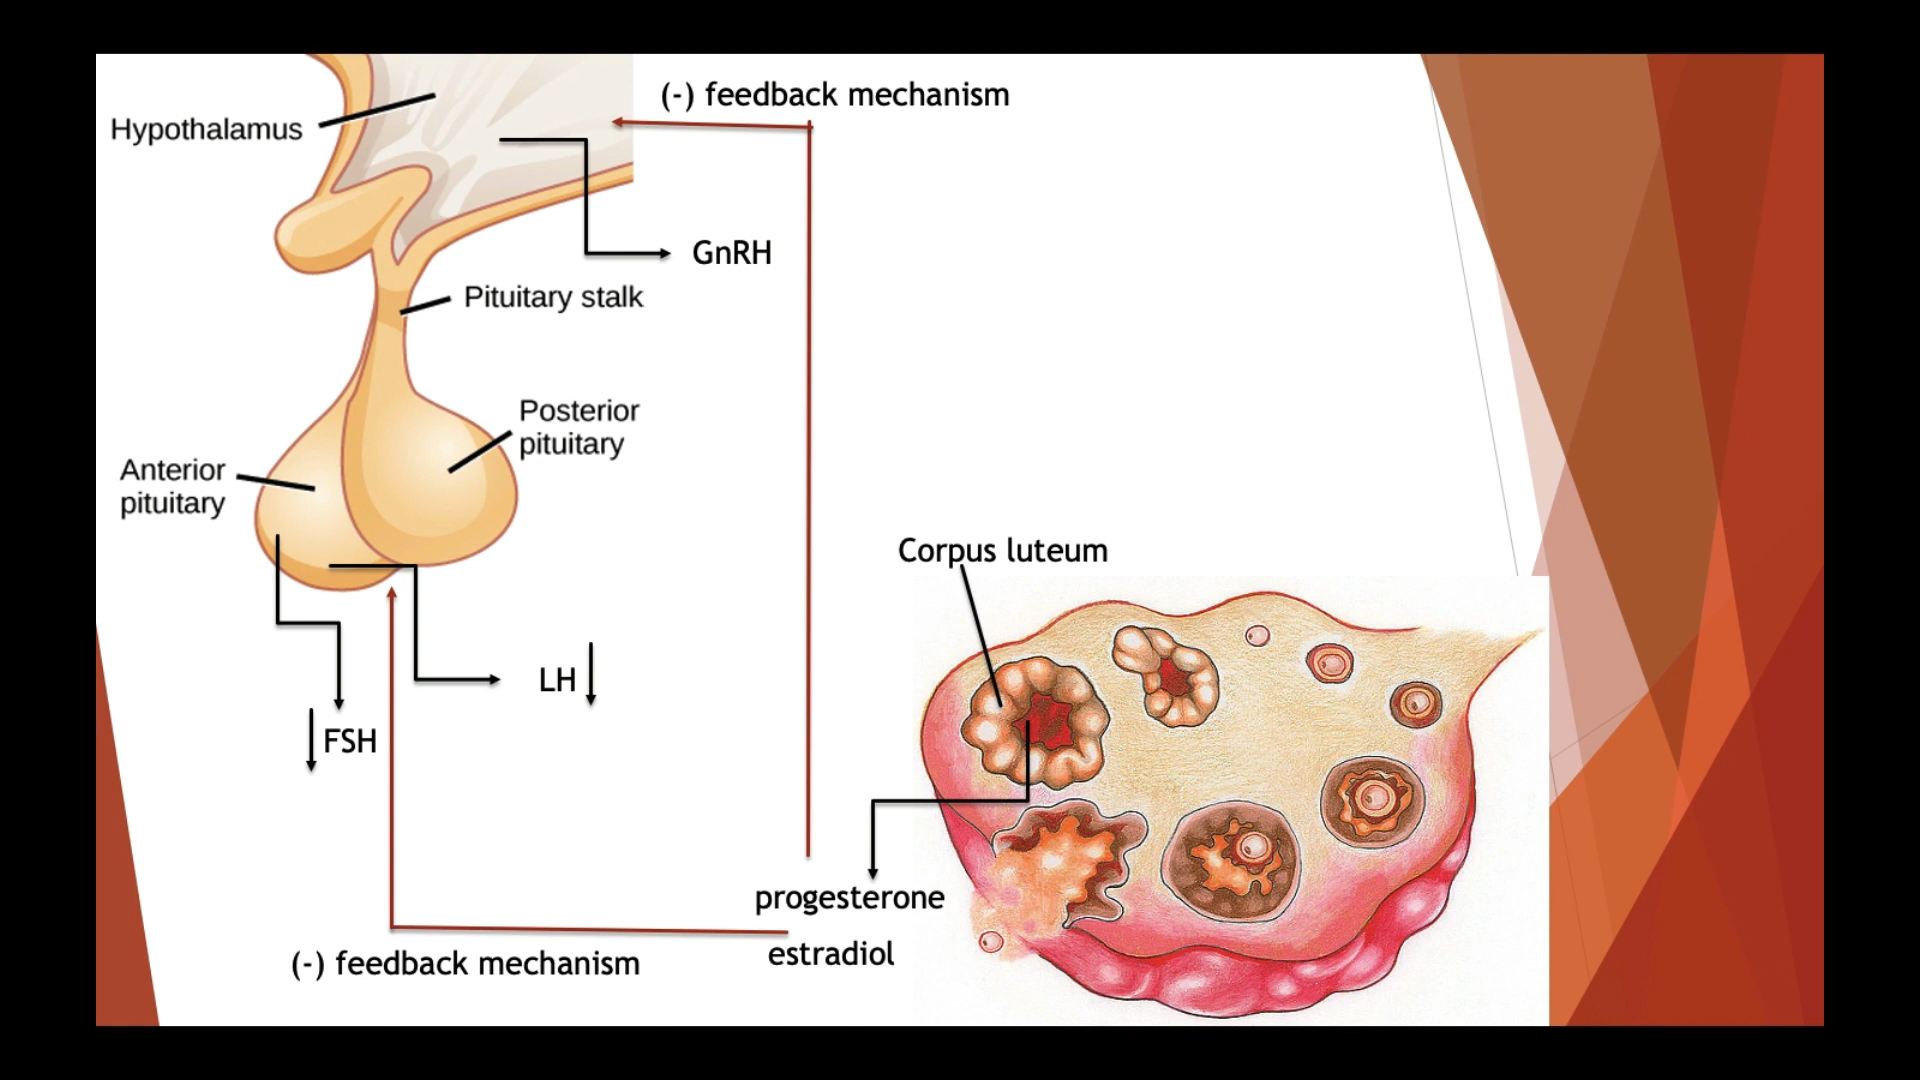 (-) feedback mechanism
Hypothalamus
GnRH
Pituitary stalk
Posterior
pituitary
Anterior
pituitary
Corpus luteum
LH
FSH
progesterone
estradiol
(-) feedback mechanism